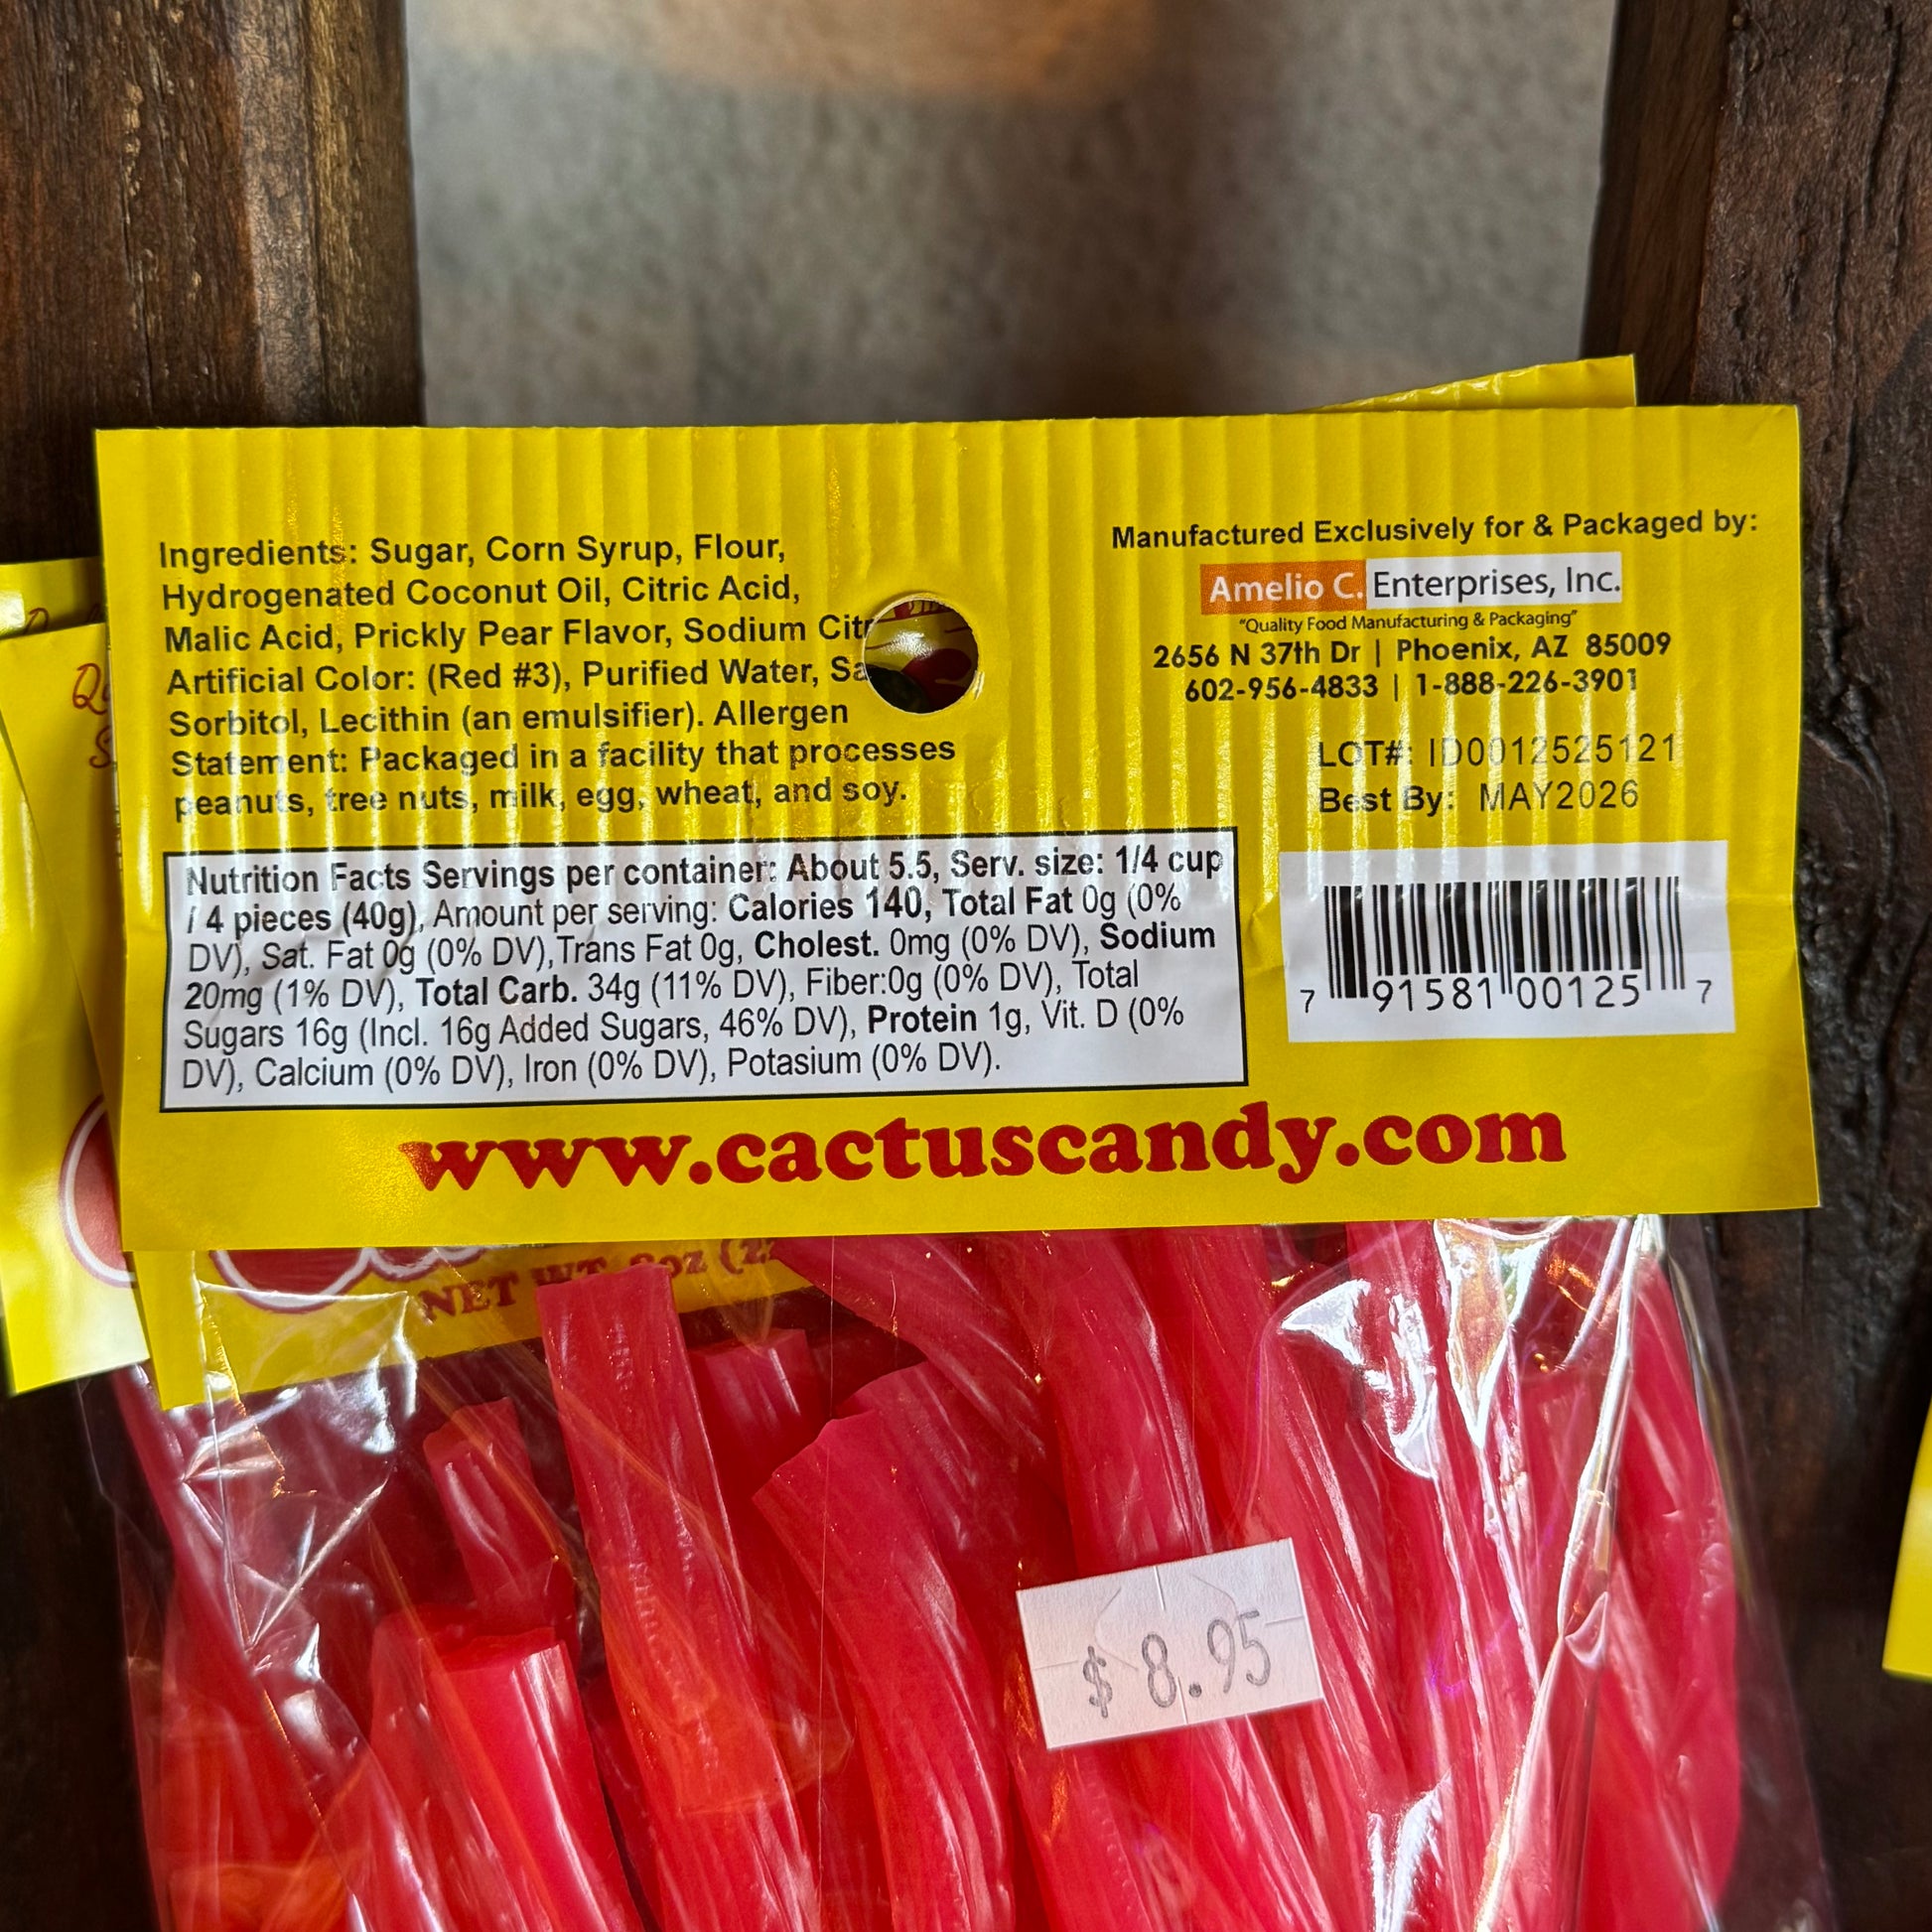 Ingredients: Sugar, Corn Syrup, Flour,
Hydrogenated Coconut Oil, Citric Acid,
Malic Acid, Prickly Pear Flavor, Sodium
Artificial Color: (Red #3), Purified Water,
Sorbitol, Lecithin (an emulsifier). Allergen
Statement: Packaged in a facility that processes
peanuts, tree nuts, milk, egg, wheat, and soy.
Manufactured Exclusively for & Packaged by:
Amelio C. Enterprises, Inc.
"Quality Food Manufacturing & Packaging"
2656 N 37th Dr | Phoenix, AZ 85009
602-956-4833 | 1-888-226-3901
LOT#: ID0012525121
Best By: MAY2026
Nutrition Facts Servings per container: About 5.5, Serv. size: 1/4 cup
/ 4 pieces (40g), Amount per serving: Calories 140, Total Fat 0g (0%
DV), Sat. Fat 0g (0% DV),Trans Fat 0g, Cholest. 0mg (0% DV), Sodium
20mg (1% DV), Total Carb. 34g (11% DV), Fiber:0g (0% DV), Total
Sugars 16g (Incl. 16g Added Sugars, 46% DV), Protein 1g, Vit. D (0%
DV), Calcium (0% DV), Iron (0% DV), Potasium (0% DV).
7 91581 00125 7
www.cactuscandy.com
NET WT. 8oz
$ 8.95